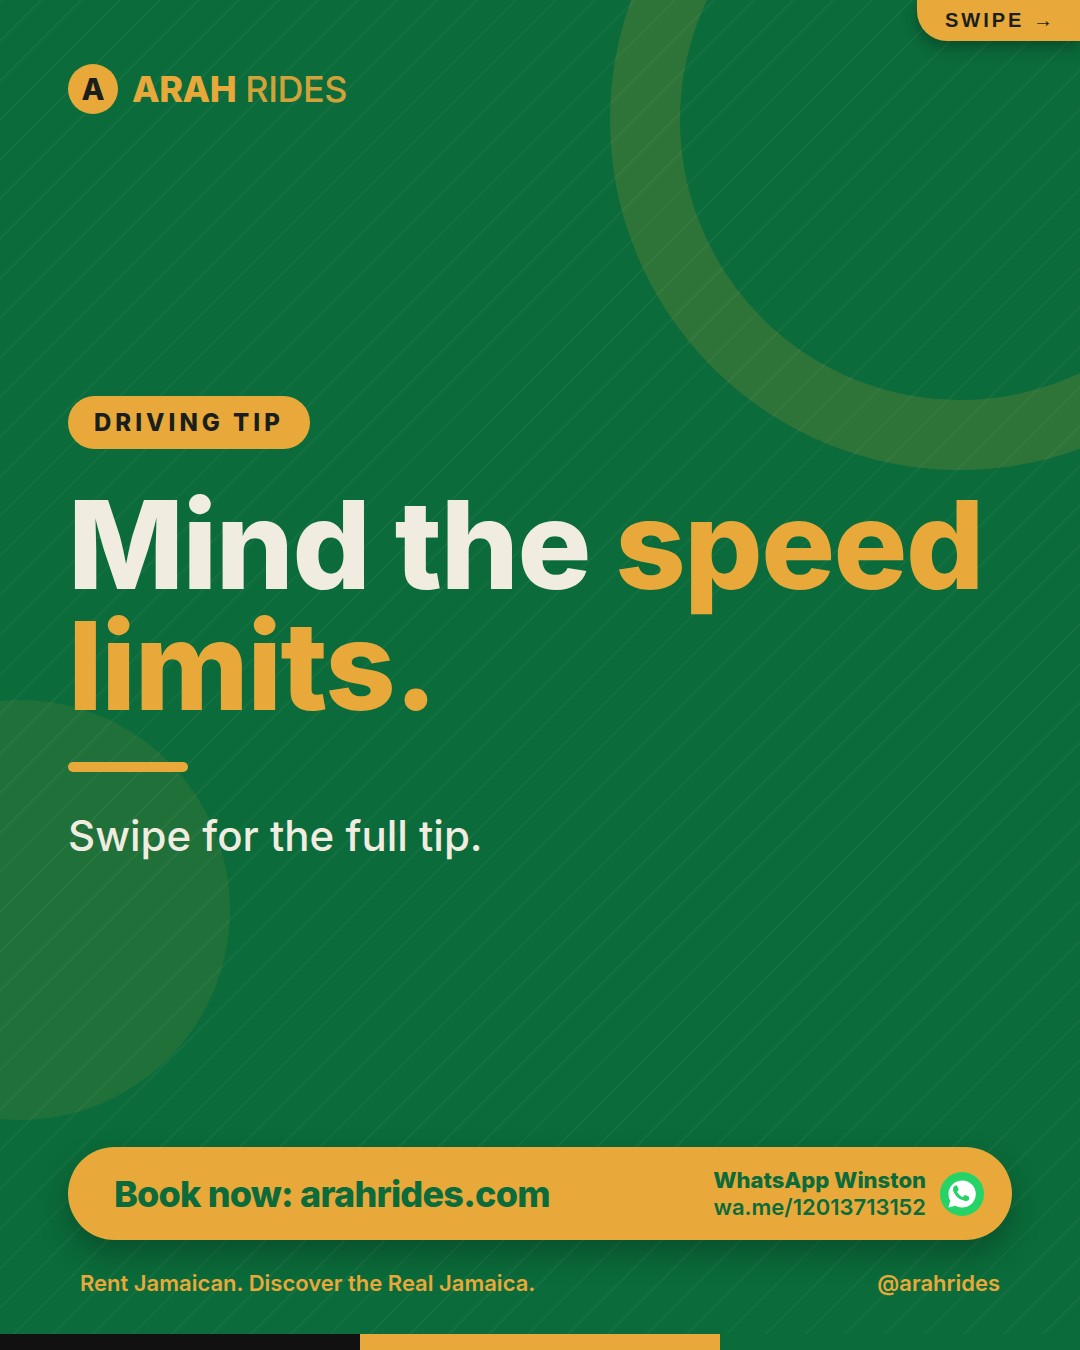 SWIPE →
A ARAH RIDES
DRIVING TIP
Mind the speed
limits.
Swipe for the full tip.
Book now: arahrides.com
WhatsApp Winston
wa.me/12013713152
Rent Jamaican. Discover the Real Jamaica.
@arahrides